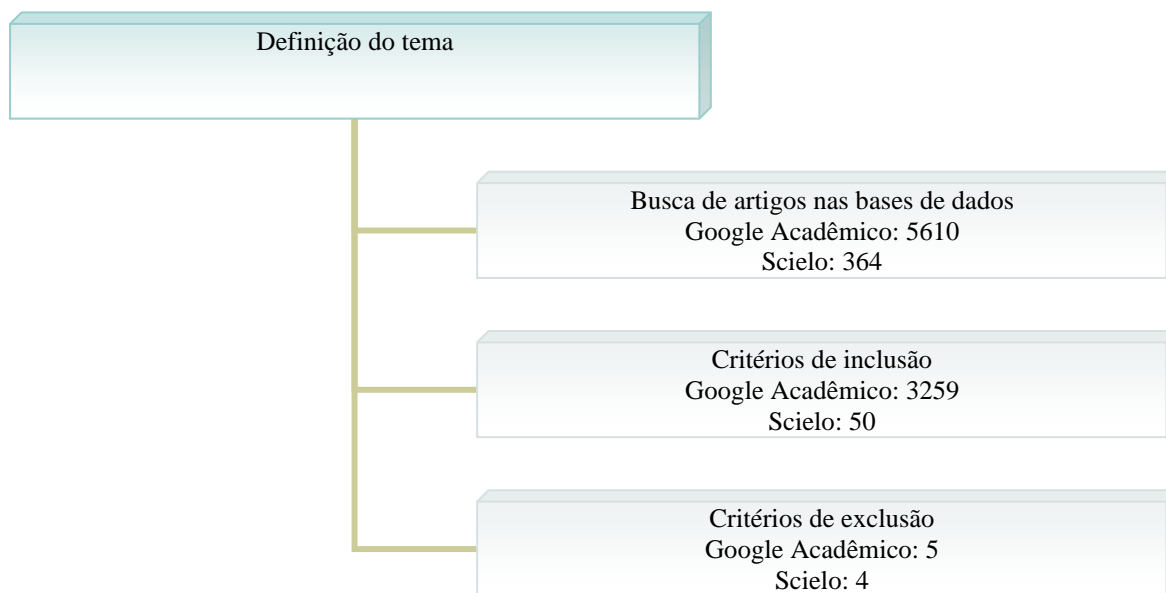 Definição do tema
Busca de artigos nas bases de dados
Google Acadêmico: 5610
Scielo: 364
Critérios de inclusão
Google Acadêmico: 3259
Scielo: 50
Critérios de exclusão
Google Acadêmico: 5
Scielo: 4